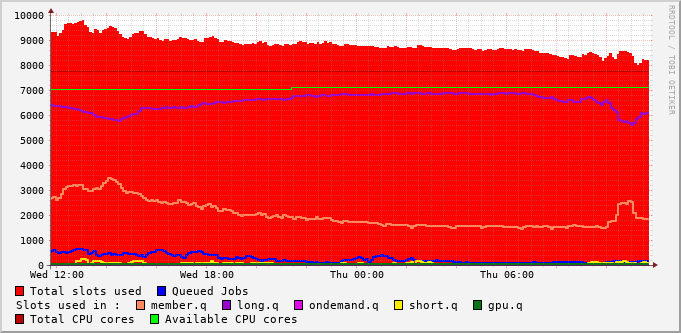 10000
9000
8000
7000
6000
5000
4000
3000
2000
1000
0
Wed 12:00 Wed 18:00 Thu 00:00 Thu 06:00
Total slots used Queued Jobs
Slots used in : member.q long.q ondemand.q short.q gpu.q
Total CPU cores Available CPU cores
RRDTOOL / TOBI OETIKER